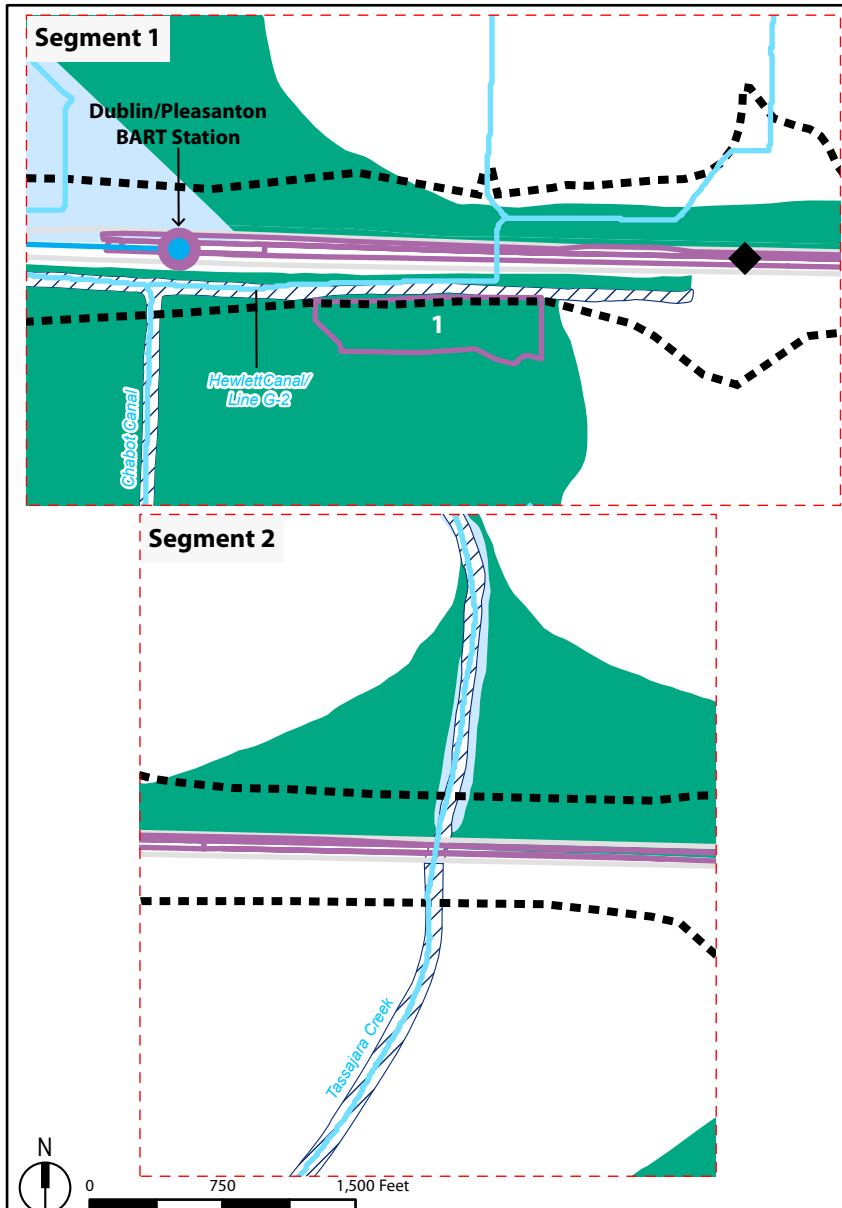 Segment 1
Dublin/Pleasanton
BART Station
1
HewlettCanal/
Line G-2
Chabot Canal
Segment 2
Tassajara Creek
N
0 750 1,500 Feet